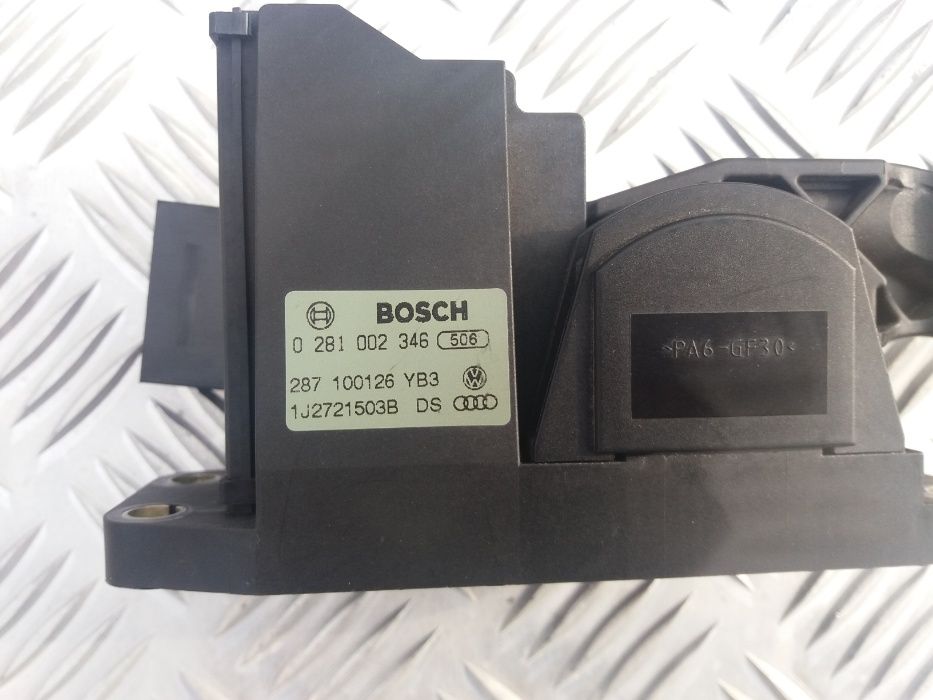 BOSCH
0 281 002 346 506
287 100126 YB3
1J2721503B DS
>PA6-GF30<